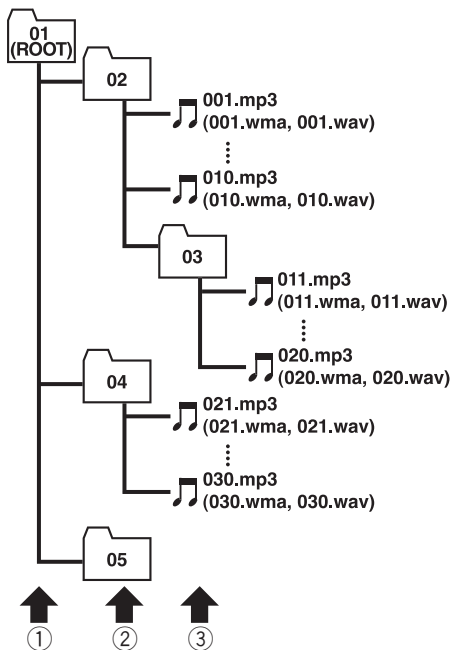 01
(ROOT)
02
001.mp3
(001.wma, 001.wav)
010.mp3
(010.wma, 010.wav)
03
011.mp3
(011.wma, 011.wav)
020.mp3
(020.wma, 020.wav)
04
021.mp3
(021.wma, 021.wav)
030.mp3
(030.wma, 030.wav)
05
① ② ③